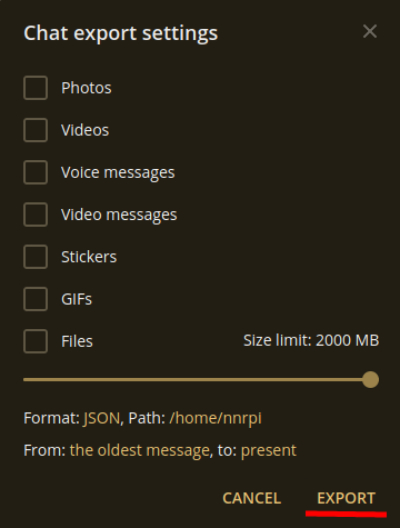 Chat export settings
Photos
Videos
Voice messages
Video messages
Stickers
GIFs
Files Size limit: 2000 MB
Format: JSON, Path: /home/nnrpi
From: the oldest message, to: present
CANCEL EXPORT